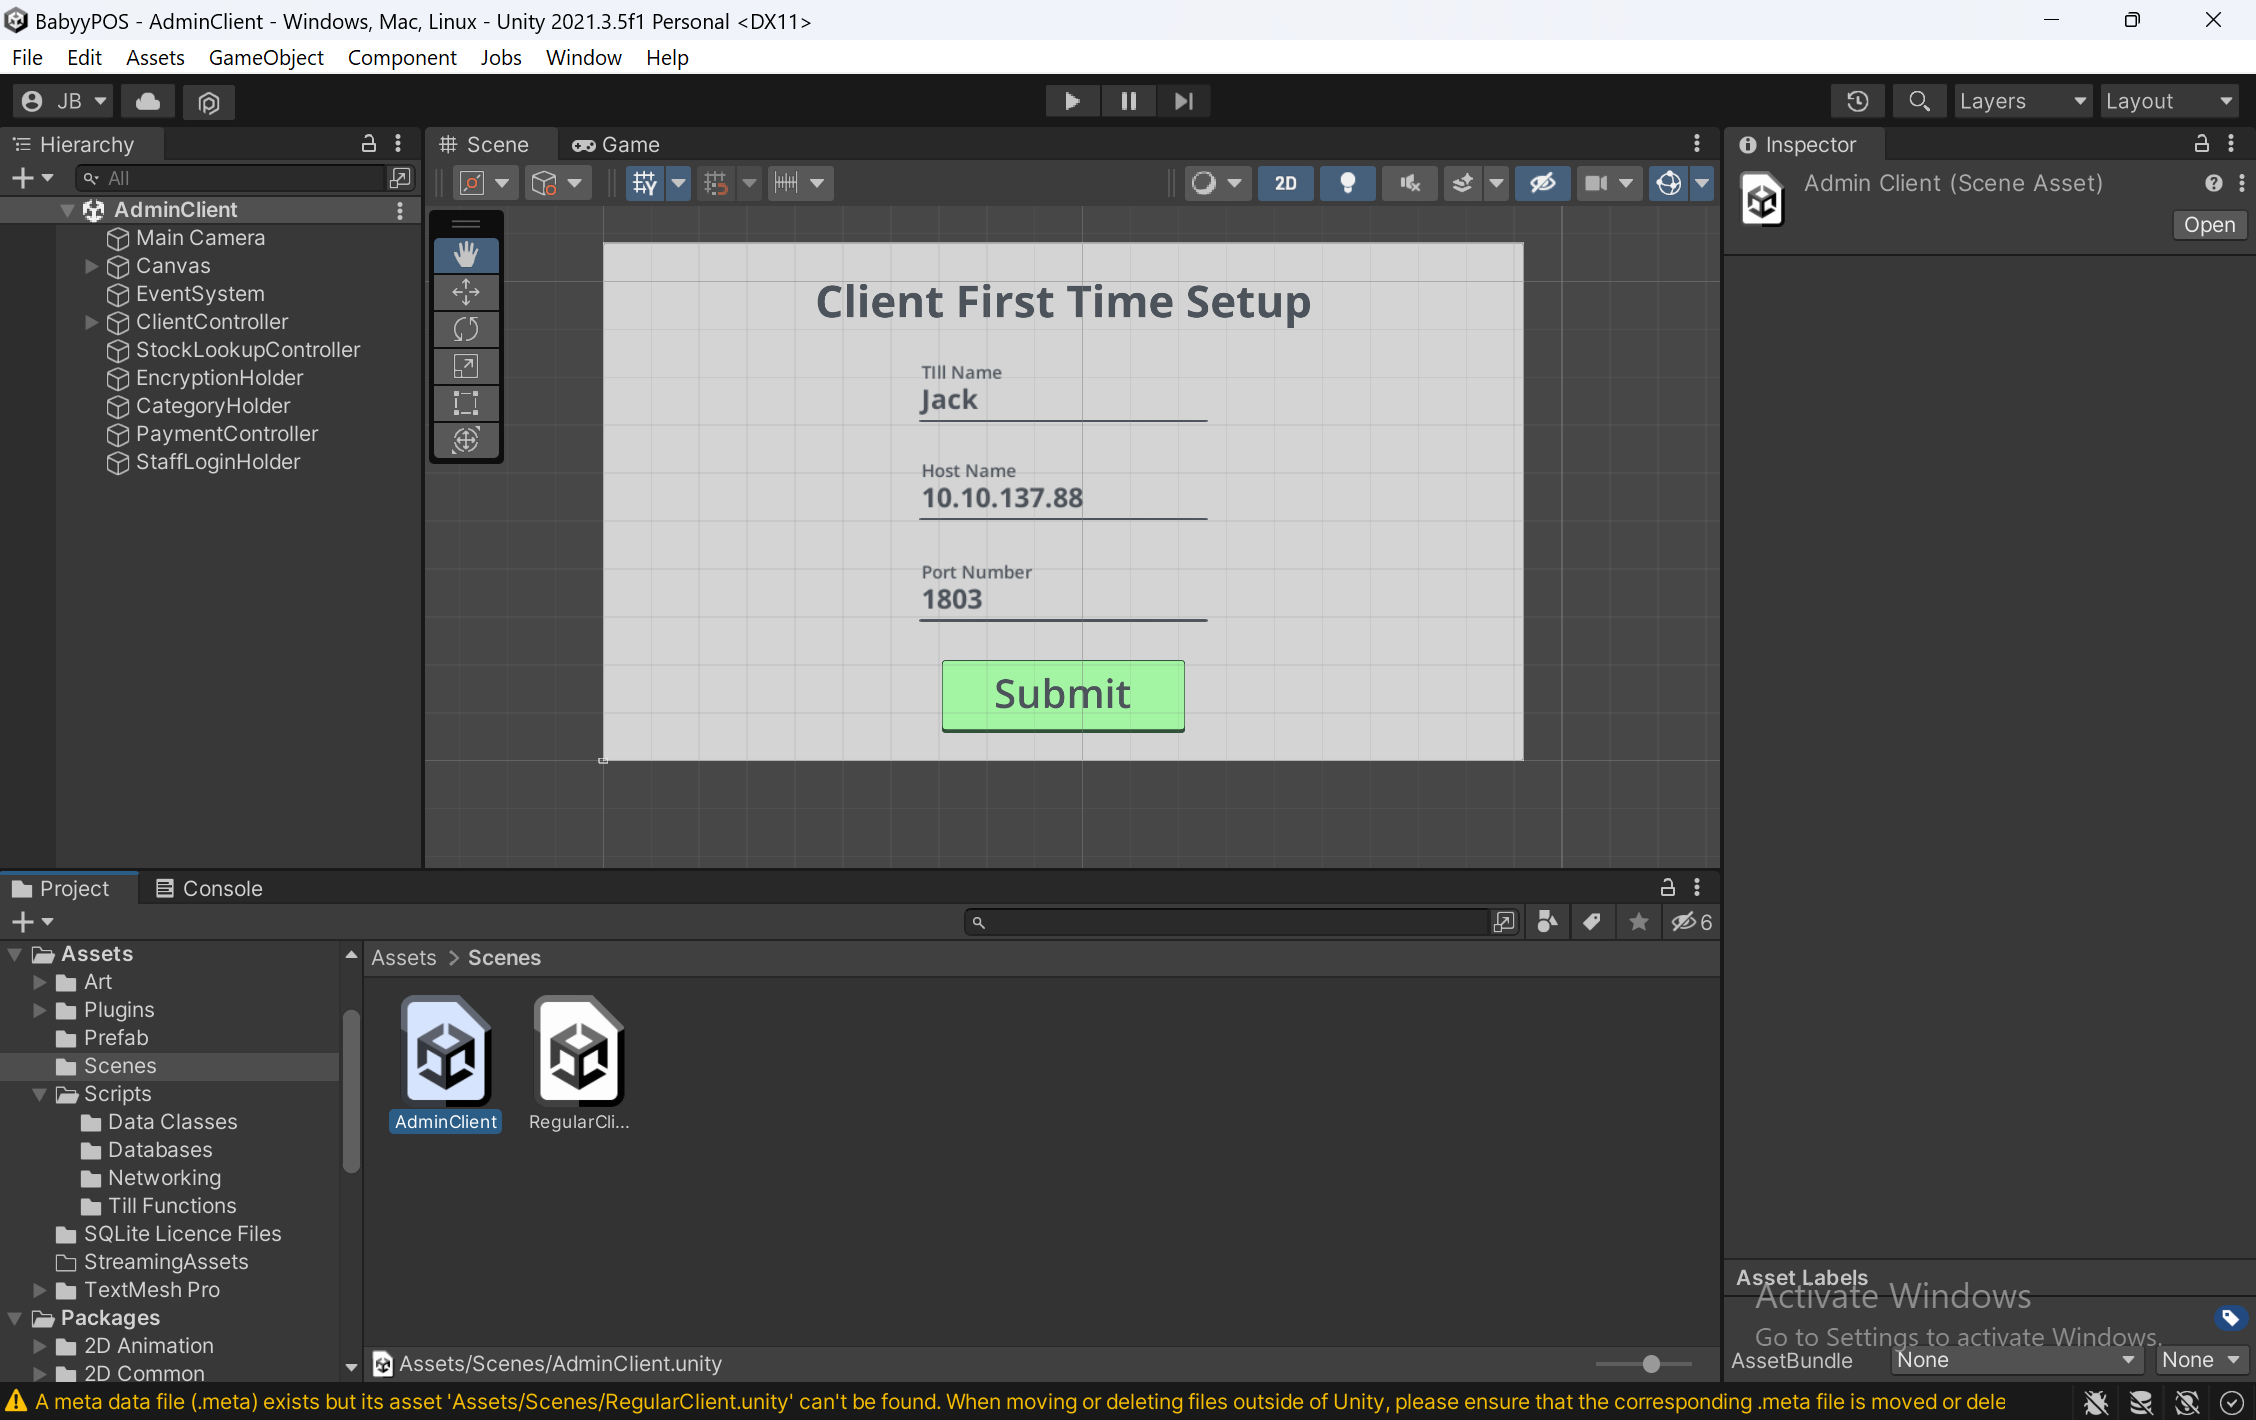 BabyyPOS - AdminClient - Windows, Mac, Linux - Unity 2021.3.5f1 Personal <DX11>
File Edit Assets GameObject Component Jobs Window Help
JB
Layers
Layout
Hierarchy
All
AdminClient
Main Camera
Canvas
EventSystem
ClientController
StockLookupController
EncryptionHolder
CategoryHolder
PaymentController
StaffLoginHolder
Scene
Game
2D
Client First Time Setup
TIll Name
Jack
Host Name
10.10.137.88
Port Number
1803
Submit
Inspector
Admin Client (Scene Asset)
Open
Project
Console
6
Assets
Art
Plugins
Prefab
Scenes
Scripts
Data Classes
Databases
Networking
Till Functions
SQLite Licence Files
StreamingAssets
TextMesh Pro
Packages
2D Animation
2D Common
Assets > Scenes
AdminClient
RegularCli...
Assets/Scenes/AdminClient.unity
Asset Labels
Activate Windows
Go to Settings to activate Windows.
AssetBundle
None
None
A meta data file (.meta) exists but its asset 'Assets/Scenes/RegularClient.unity' can't be found. When moving or deleting files outside of Unity, please ensure that the corresponding .meta file is moved or dele